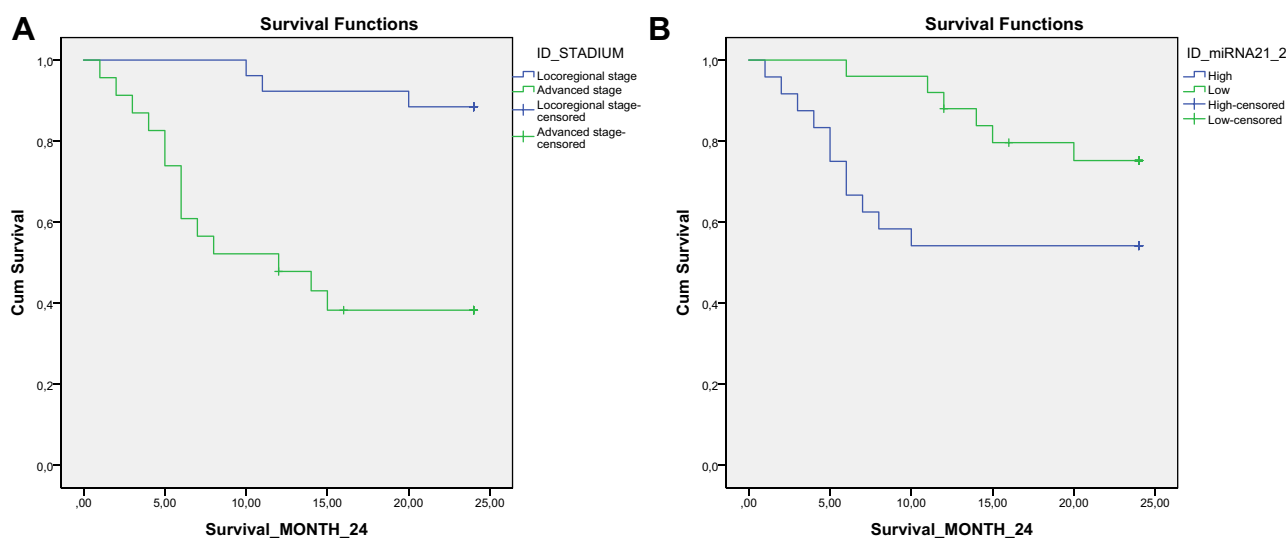 A
Survival Functions
Cum Survival
1,0
0,8
0,6
0,4
0,2
0,0
,00
5,00
10,00
15,00
20,00
25,00
Survival_MONTH_24
ID_STADIUM
Locoregional stage
Advanced stage
Locoregional stage-
censored
Advanced stage-
censored
B
Survival Functions
Cum Survival
1,0
0,8
0,6
0,4
0,2
0,0
,00
5,00
10,00
15,00
20,00
25,00
Survival_MONTH_24
ID_miRNA21_2
High
Low
High-censored
Low-censored